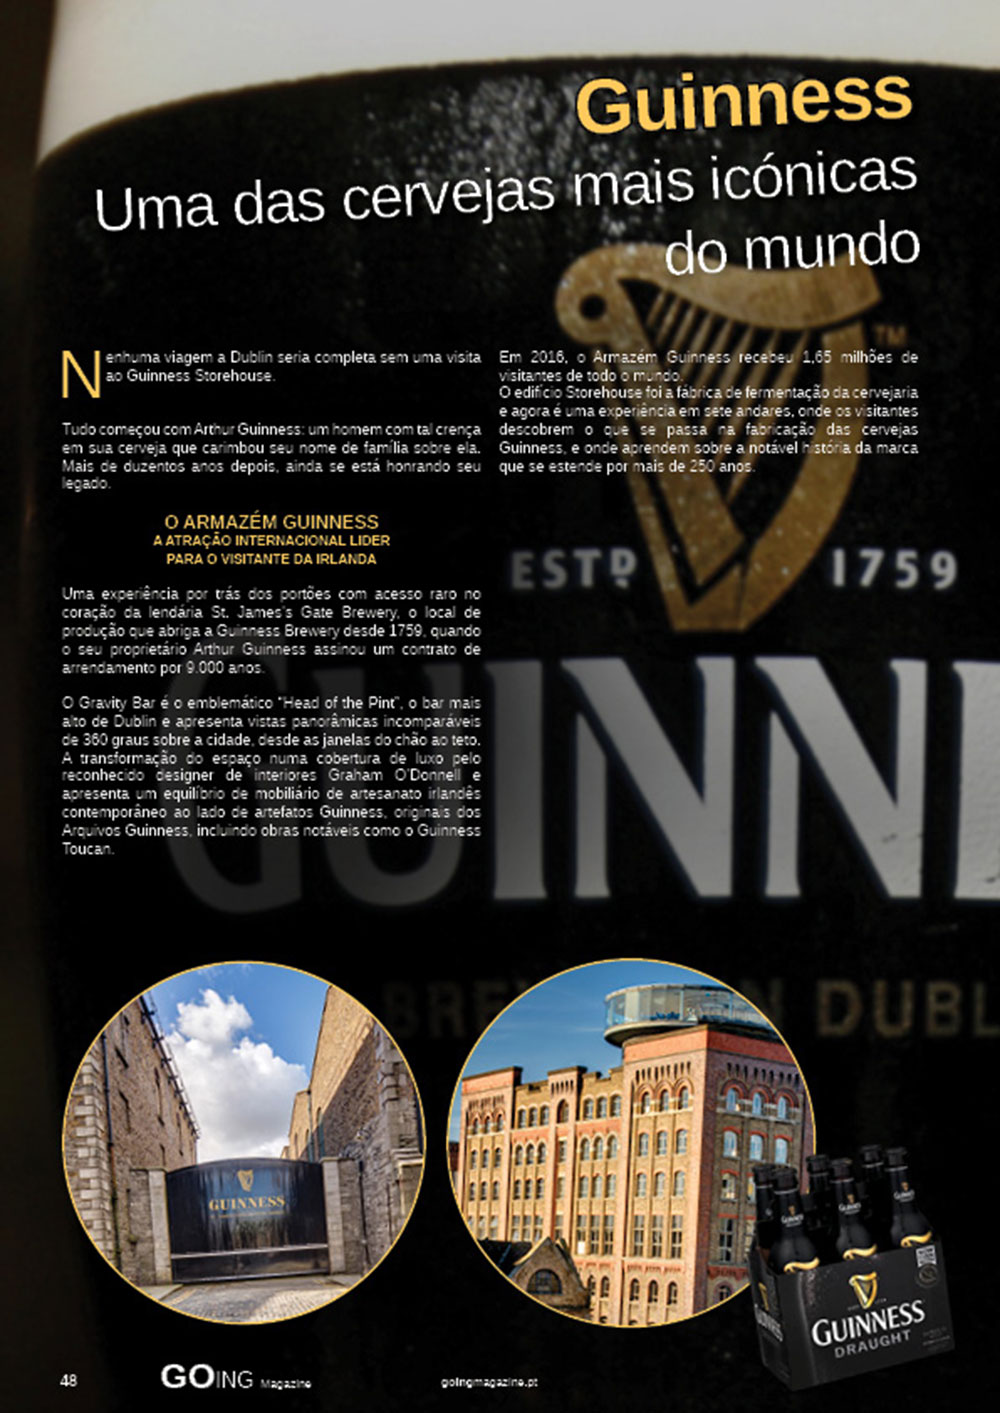 Guinness
Uma das cervejas mais icónicas
do mundo
Nenhuma viagem a Dublin seria completa sem uma visita
ao Guinness Storehouse.
Tudo começou com Arthur Guinness: um homem com tal crença
em sua cerveja que carimbou seu nome de família sobre ela.
Mais de duzentos anos depois, ainda se está honrando seu
legado.
O ARMAZÉM GUINNESS
A ATRAÇÃO INTERNACIONAL LIDER
PARA O VISITANTE DA IRLANDA
Uma experiência por trás dos portões com acesso raro no
coração da lendária St. James's Gate Brewery, o local de
produção que abriga a Guinness Brewery desde 1759, quando
o seu proprietário Arthur Guinness assinou um contrato de
arrendamento por 9.000 anos.
O Gravity Bar é o emblemático "Head of the Pint", o bar mais
alto de Dublin e apresenta vistas panorâmicas incomparáveis
de 360 graus sobre a cidade, desde as janelas do chão ao teto.
A transformação do espaço numa cobertura de luxo pelo
reconhecido designer de interiores Graham O'Donnell e
apresenta um equilíbrio de mobiliário de artesanato irlandês
contemporâneo ao lado de artefatos Guinness, originais dos
Arquivos Guinness, incluindo obras notáveis como o Guinness
Toucan.
Em 2016, o Armazém Guinness recebeu 1,65 milhões de
visitantes de todo o mundo.
O edifício Storehouse foi a fábrica de fermentação da cervejaria
e agora é uma experiência em sete andares, onde os visitantes
descobrem o que se passa na fabricação das cervejas
Guinness, e onde aprendem sobre a notável história da marca
que se estende por mais de 250 anos.
TM
ESTD 1759
GUINNE
BRE N DUBL
GUINNESS
GUINNESS
DRAUGHT
48
GOING Magazine
goingmagazine.pt